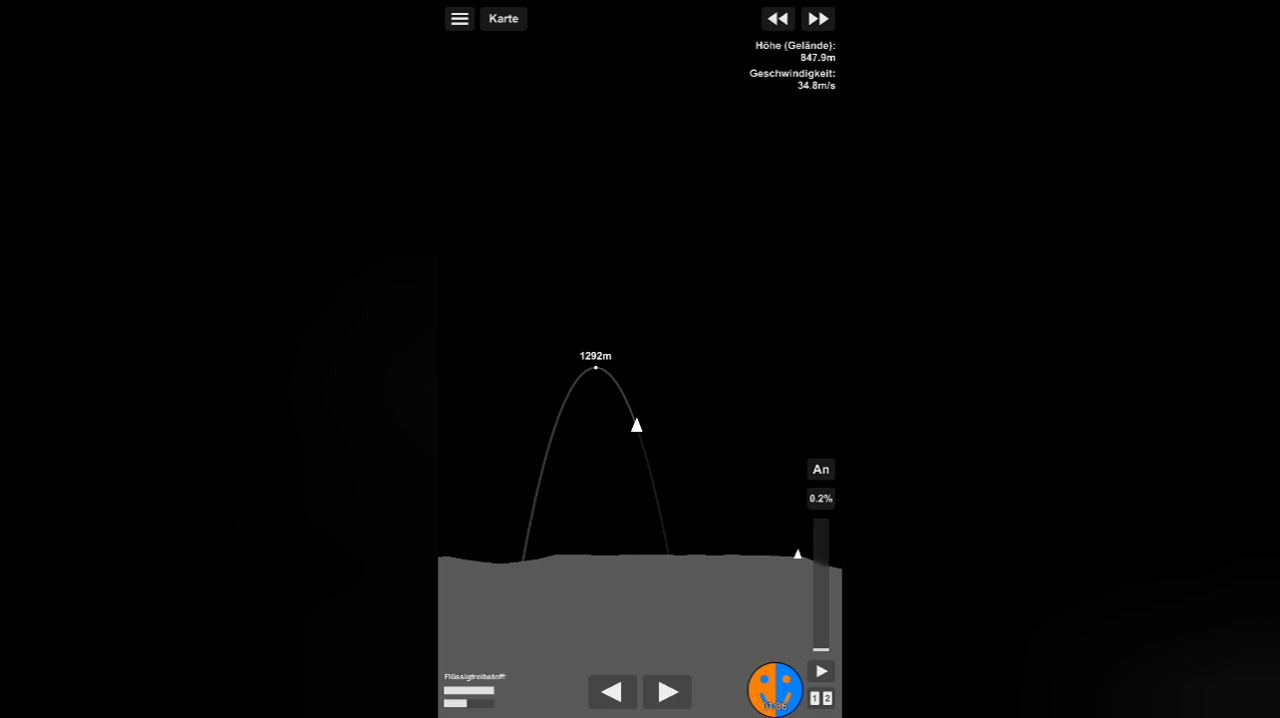 Karte
Höhe (Gelände):
847.9m
Geschwindigkeit:
34.8m/s
1292m
An
0.2%
Flüssigtreibstoff:
1 2